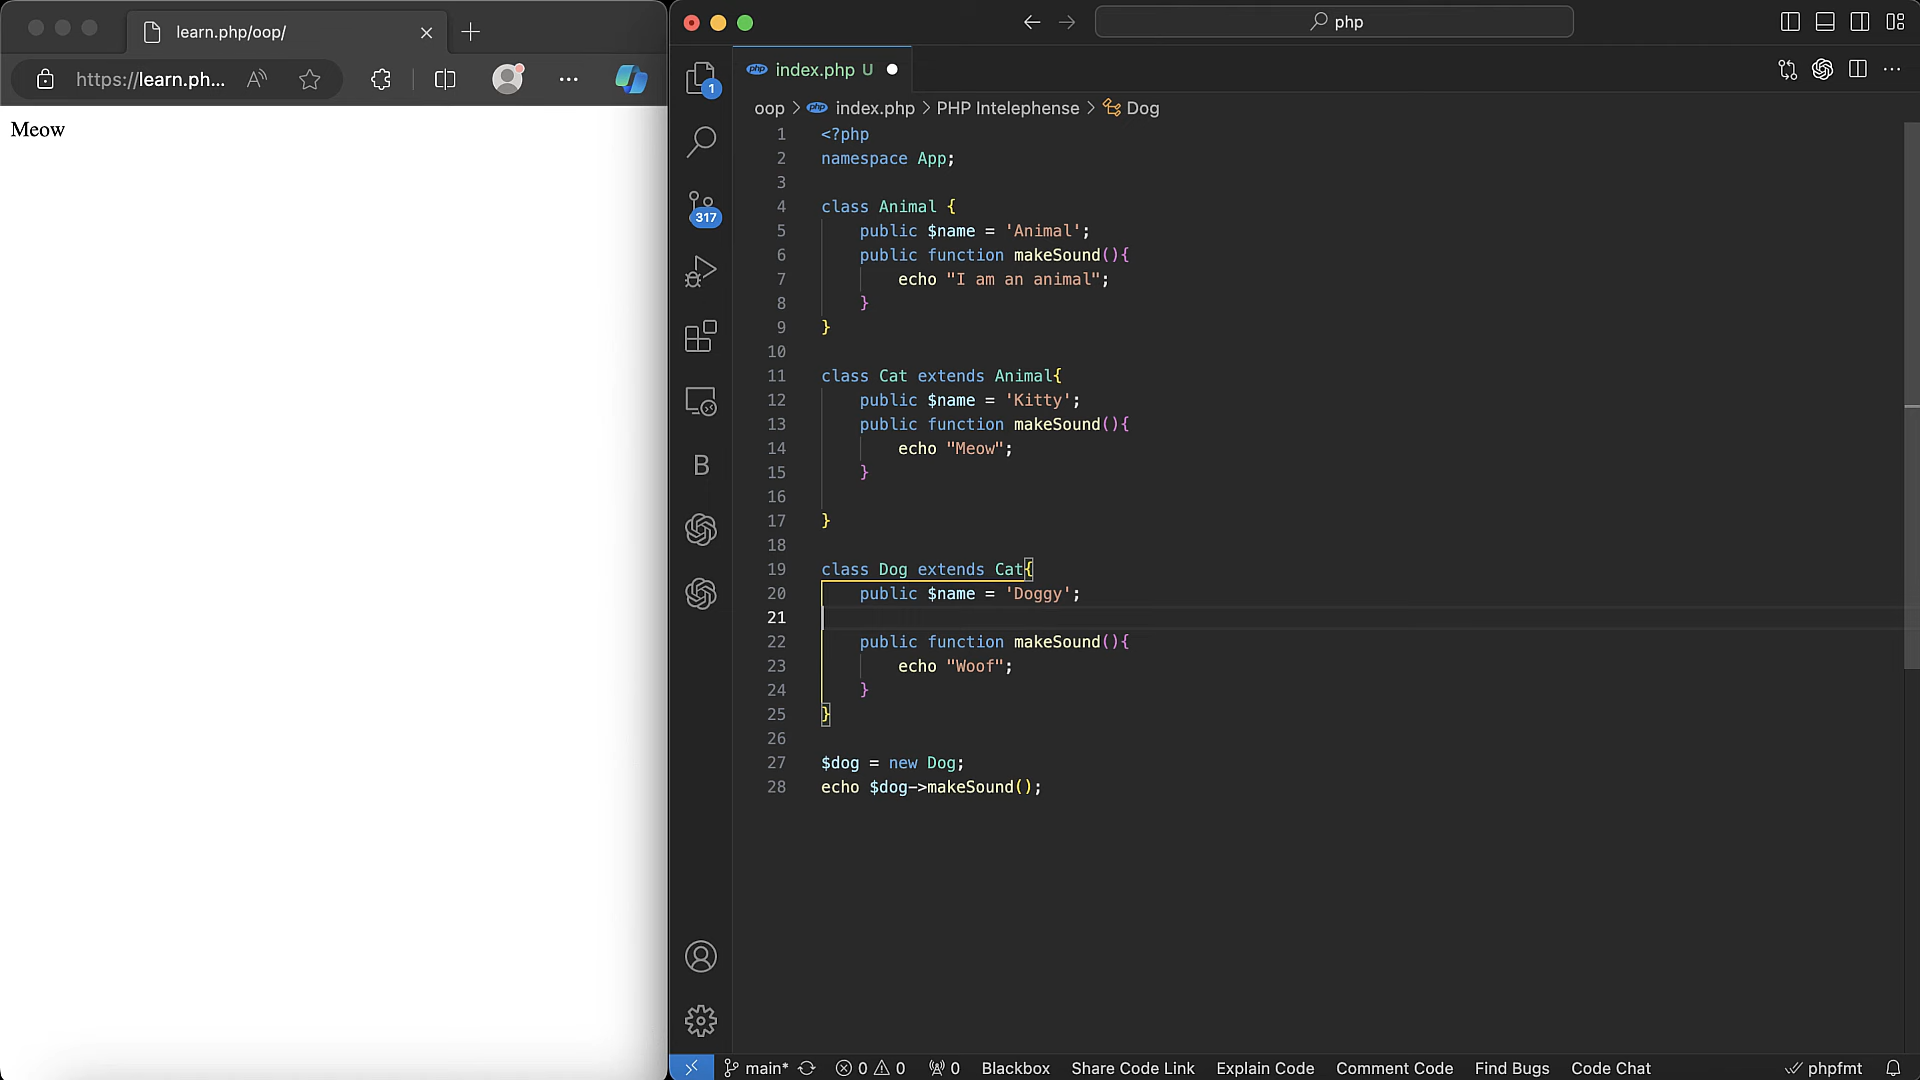 learn.php/oop/
https://learn.ph...
Meow
php
1
317
B
index.php U
oop > index.php > PHP Intelephense > Dog
1 <?php
2 namespace App;
3
4 class Animal {
5 public $name = 'Animal';
6 public function makeSound(){
7 echo "I am an animal";
8 }
9 }
10
11 class Cat extends Animal{
12 public $name = 'Kitty';
13 public function makeSound(){
14 echo "Meow";
15 }
16
17 }
18
19 class Dog extends Cat{
20 public $name = 'Doggy';
21
22 public function makeSound(){
23 echo "Woof";
24 }
25 }
26
27 $dog = new Dog;
28 echo $dog->makeSound();
main* 0 0 0 Blackbox Share Code Link Explain Code Comment Code Find Bugs Code Chat phpfmt